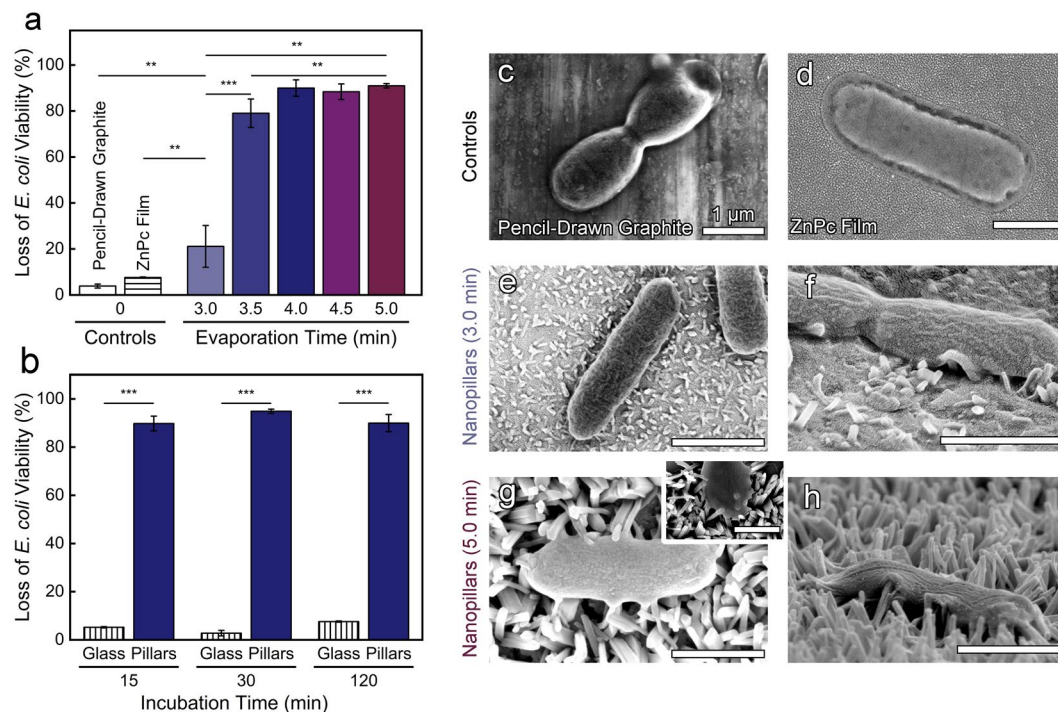 a
Loss of E. coli Viability (%)
100
80
60
40
20
0
**
**
**
***
**
**
Pencil-Drawn Graphite
ZnPc Film
0
3.0
3.5
4.0
4.5
5.0
Controls
Evaporation Time (min)
b
Loss of E. coli Viability (%)
100
80
60
40
20
0
***
***
***
Glass Pillars
Glass Pillars
Glass Pillars
15
30
120
Incubation Time (min)
Controls
c
Pencil-Drawn Graphite
1 µm
d
ZnPc Film
Nanopillars (3.0 min)
e
f
Nanopillars (5.0 min)
g
h